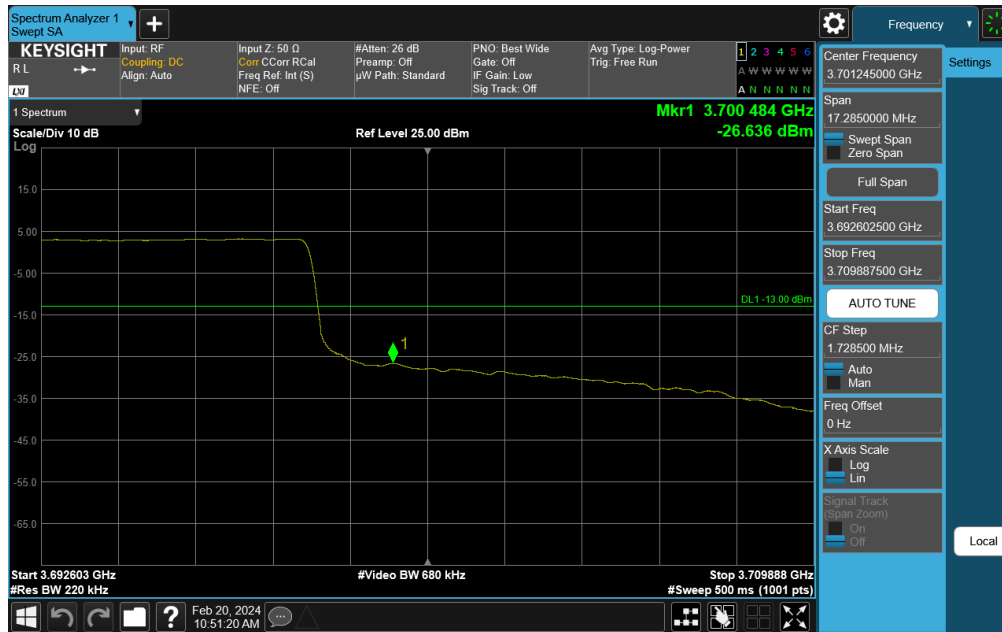 Spectrum Analyzer 1
Swept SA
Frequency
KEYSIGHT
R L
LXI
Input: RF
Coupling: DC
Align: Auto
Input Z: 50 Ω
Corr CCorr RCal
Freq Ref: Int (S)
NFE: Off
#Atten: 26 dB
Preamp: Off
µW Path: Standard
PNO: Best Wide
Gate: Off
IF Gain: Low
Sig Track: Off
Avg Type: Log-Power
Trig: Free Run
1 2 3 4 5 6
A W W W W W
A N N N N N
1 Spectrum
Scale/Div 10 dB
Log
Ref Level 25.00 dBm
Mkr1 3.700 484 GHz
-26.636 dBm
15.0
5.00
-5.00
-15.0
-25.0
-35.0
-45.0
-55.0
-65.0
DL1 -13.00 dBm
1
Start 3.692603 GHz
#Res BW 220 kHz
#Video BW 680 kHz
Stop 3.709888 GHz
#Sweep 500 ms (1001 pts)
Feb 20, 2024
10:51:20 AM
Center Frequency
3.701245000 GHz
Span
17.2850000 MHz
Swept Span
Zero Span
Full Span
Start Freq
3.692602500 GHz
Stop Freq
3.709887500 GHz
AUTO TUNE
CF Step
1.728500 MHz
Auto
Man
Freq Offset
0 Hz
X Axis Scale
Log
Lin
Signal Track
(Span Zoom)
On
Off
Settings
Local